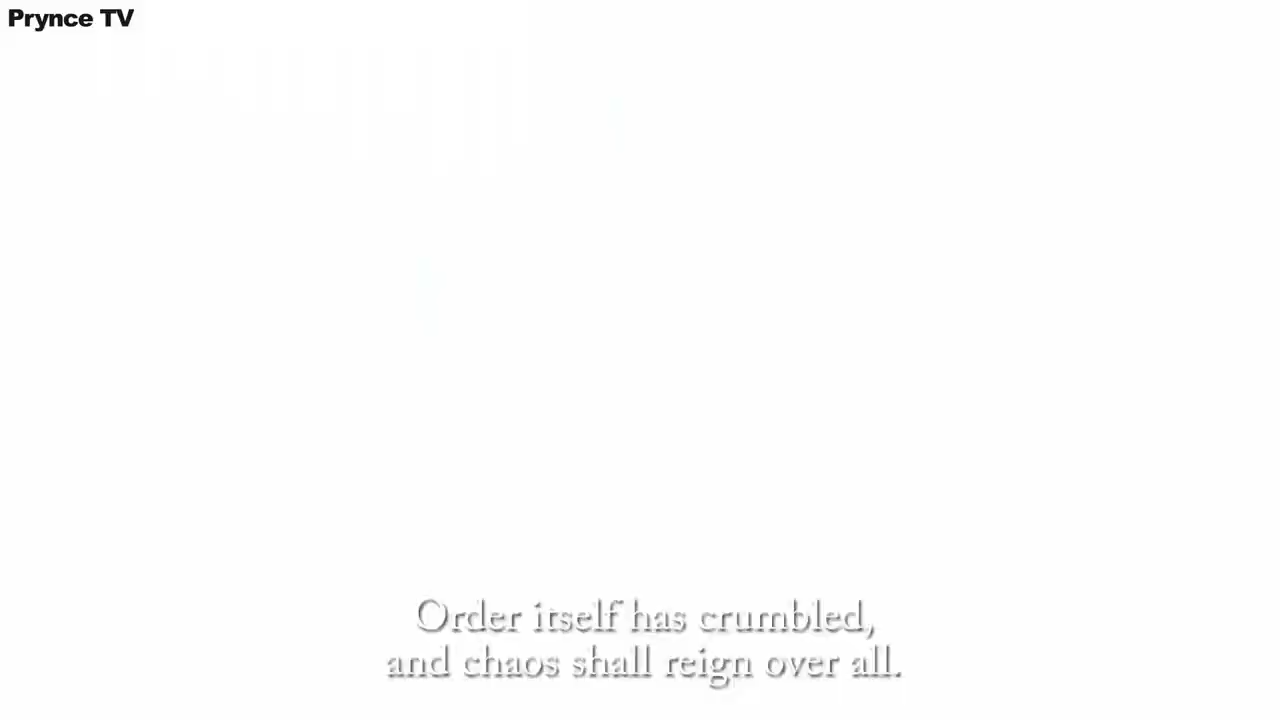 Prynce TV
Order itself has crumbled,
and chaos shall reign over all.